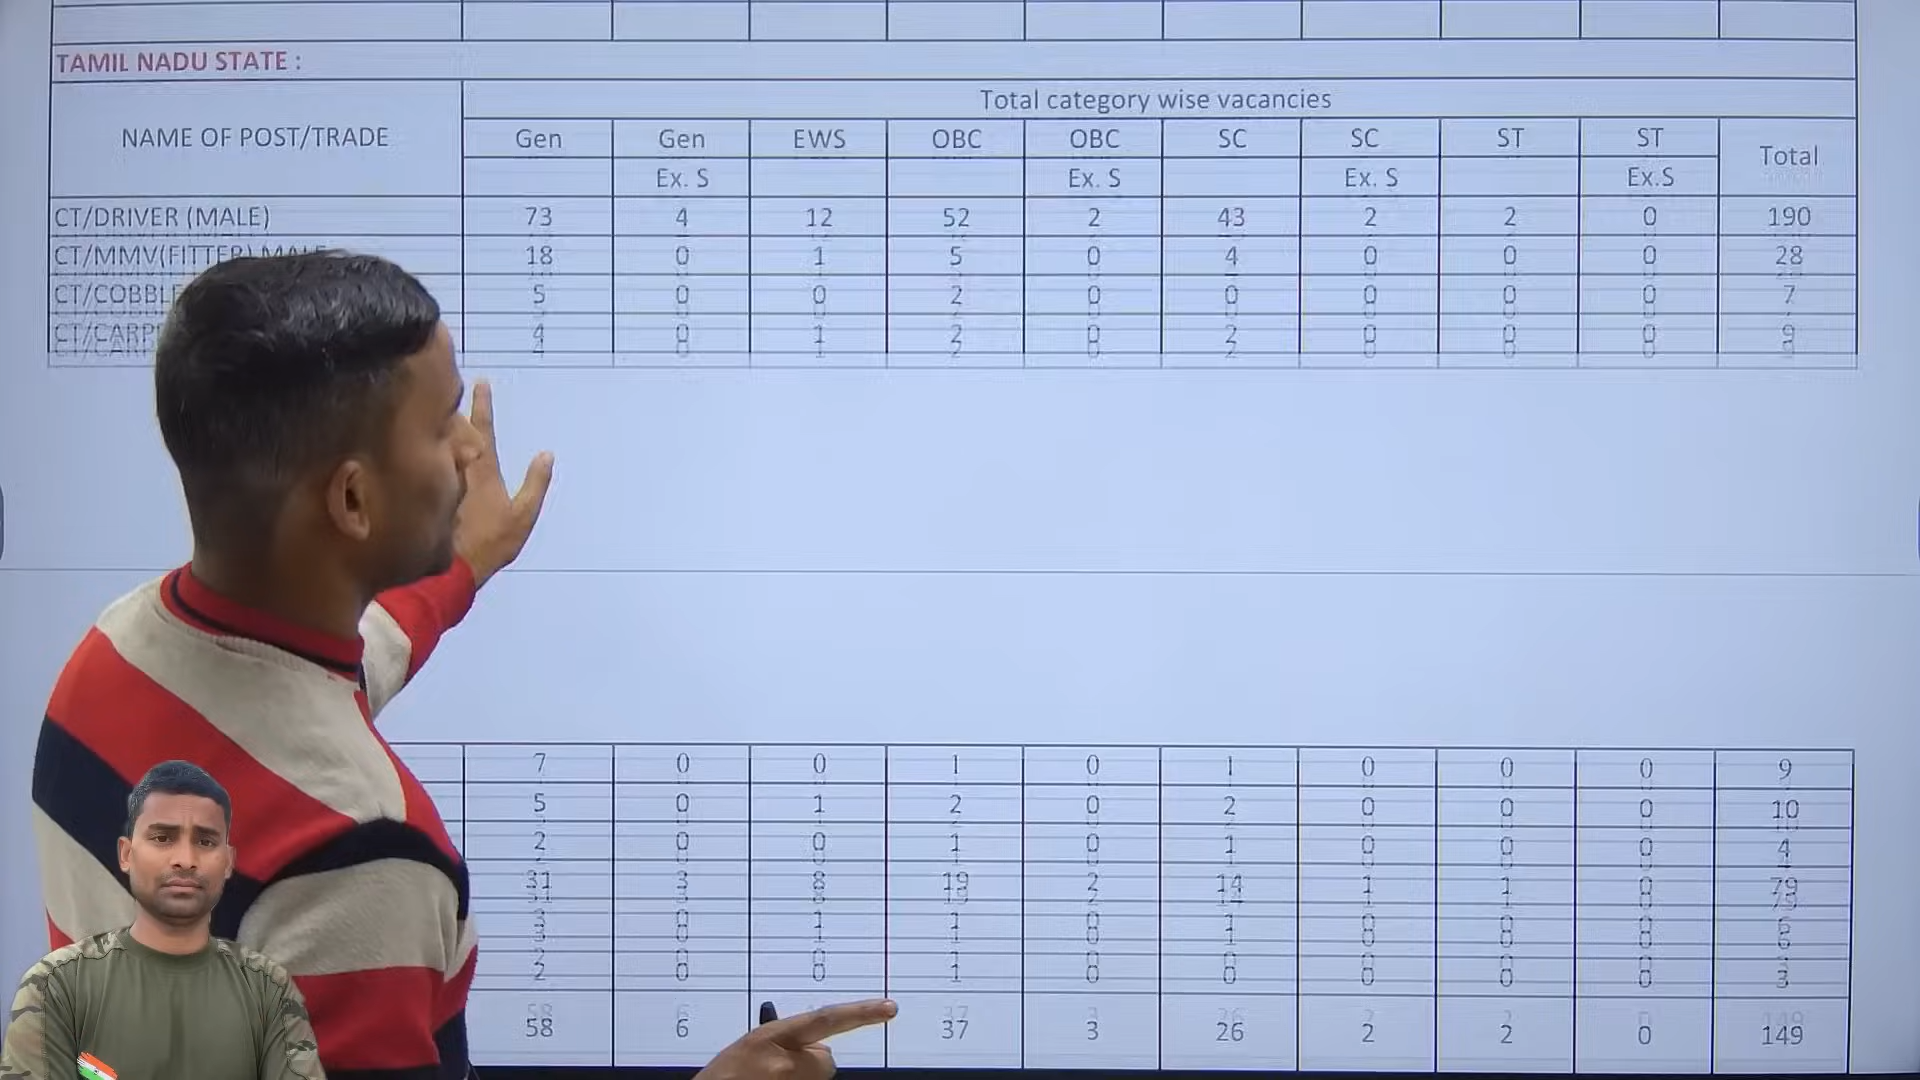 TAMIL NADU STATE :
NAME OF POST/TRADE
Total category wise vacancies
Gen Gen EWS OBC OBC SC SC ST ST Total
Ex. S Ex. S Ex. S Ex.S
CT/DRIVER (MALE) 73 4 12 52 2 43 2 2 0 190
CT/MMV(FITTER) MALE 18 0 1 5 0 4 0 0 0 28
5 0 0 2 0 0 0 0 0 7
4 0 1 2 0 2 0 0 0 9
7 0 0 1 0 1 0 0 0 9
5 0 1 2 0 2 0 0 0 10
2 0 0 1 0 1 0 0 0 4
31 3 8 19 2 14 1 1 0 79
3 0 1 1 0 1 0 0 0 6
2 0 0 1 0 0 0 0 0 3
58 6 37 3 26 2 2 0 149